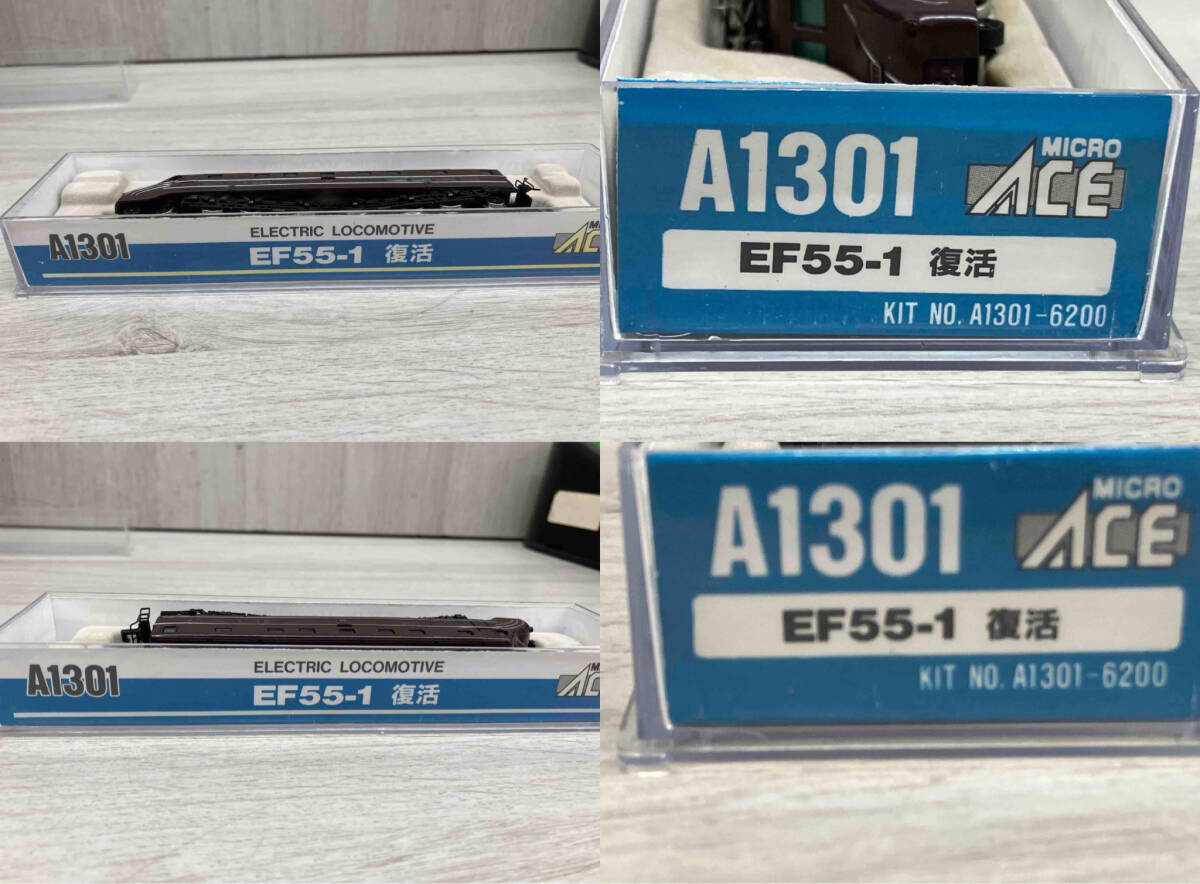 ELECTRIC LOCOMOTIVE
A1301 EF55-1 復活 AC
A1301 MICRO ACE
EF55-1 復活
KIT NO. A1301-6200
ELECTRIC LOCOMOTIVE
A1301 EF55-1 復活
A1301 MICRO ACE
EF55-1 復活
KIT NO. A1301-6200